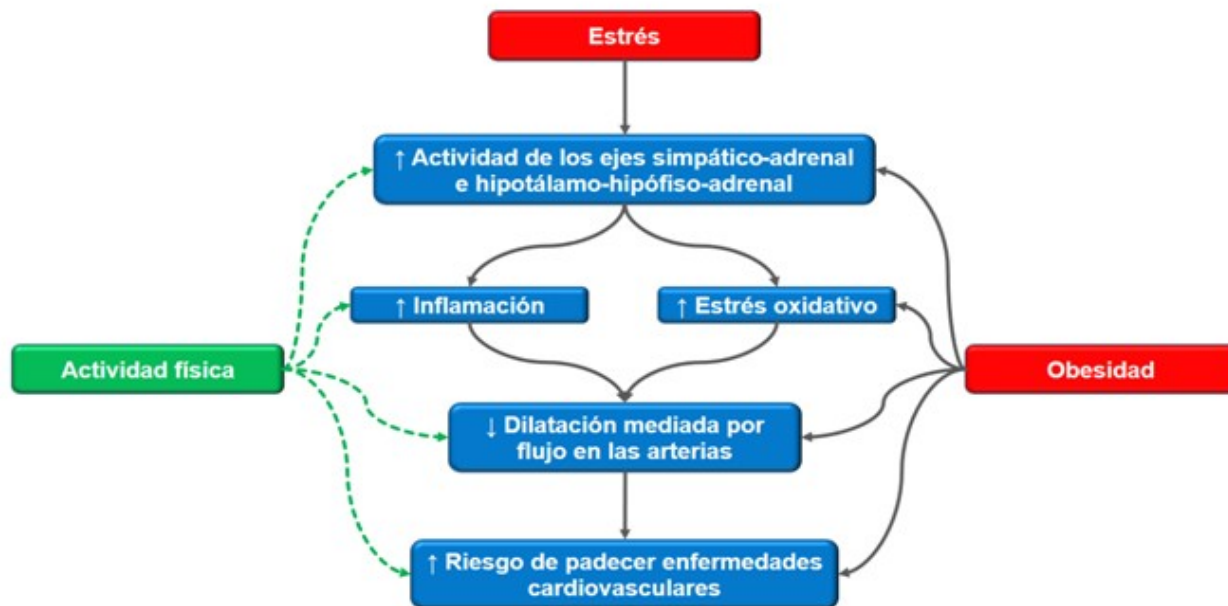 Estrés
↑ Actividad de los ejes simpático-adrenal
e hipotálamo-hipófiso-adrenal
↑ Inflamación
↑ Estrés oxidativo
Actividad física
Obesidad
↓ Dilatación mediada por
flujo en las arterias
↑ Riesgo de padecer enfermedades
cardiovasculares